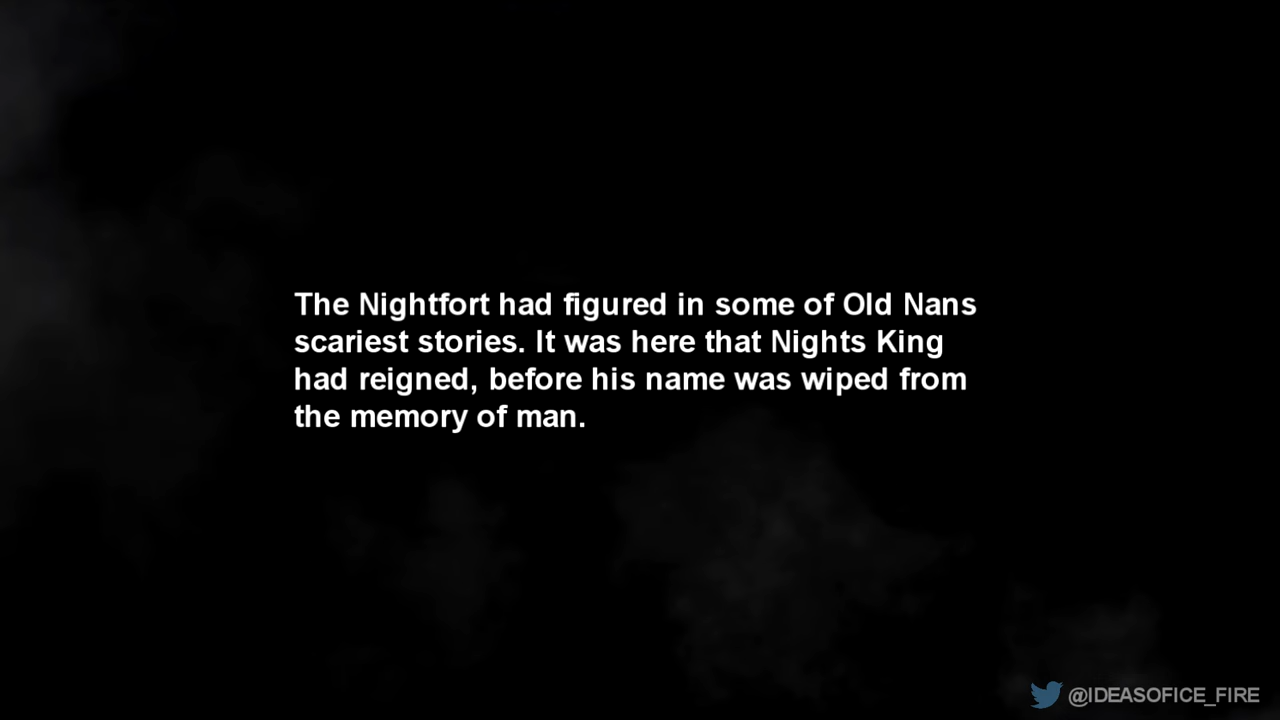 The Nightfort had figured in some of Old Nans
scariest stories. It was here that Nights King
had reigned, before his name was wiped from
the memory of man.
@IDEASOFICE_FIRE